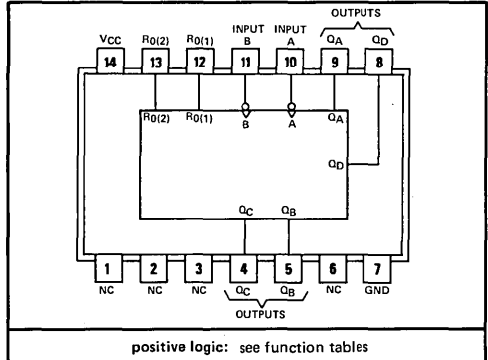 OUTPUTS
INPUT INPUT
VCC R0(2) R0(1) B A QA QD
14 13 12 11 10 9 8
R0(2) R0(1) B A QA
QD
QC QB
1 2 3 4 5 6 7
NC NC NC QC QB NC GND
OUTPUTS
positive logic: see function tables